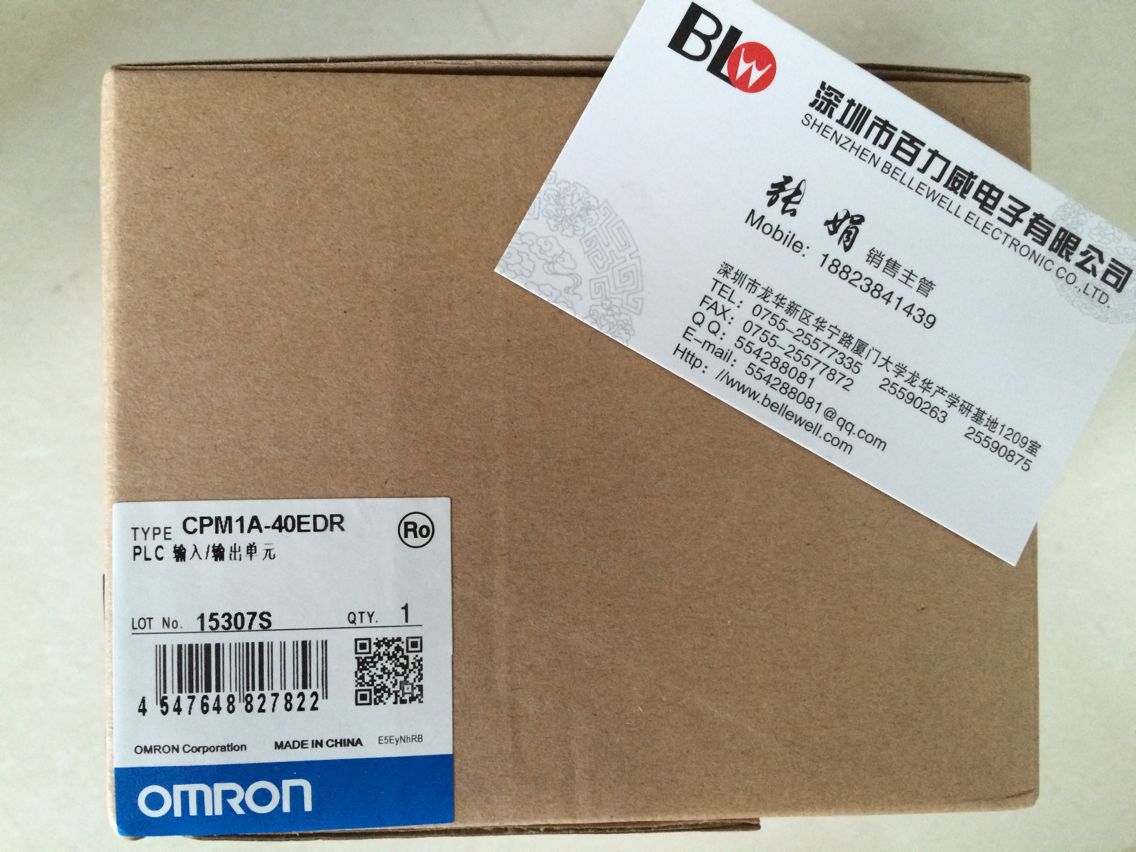 BLW
深圳市百力威电子有限公司
SHENZHEN BELLEWELL ELECTRONIC CO.,LTD.
张 娟 销售主管
Mobile: 18823841439
深圳市龙华新区华宁路厦门大学龙华产学研基地1209室
TEL: 0755-25577335 25590263 25590875
FAX: 0755-25577872
QQ: 554288081
E-mail: 554288081@qq.com
Http: //www.bellewell.com
TYPE CPM1A-40EDR
Ro
PLC 输入/输出单元
LOT No. 15307S QTY. 1
4 547648 827822
OMRON Corporation MADE IN CHINA E5EyNhRB
OMRON